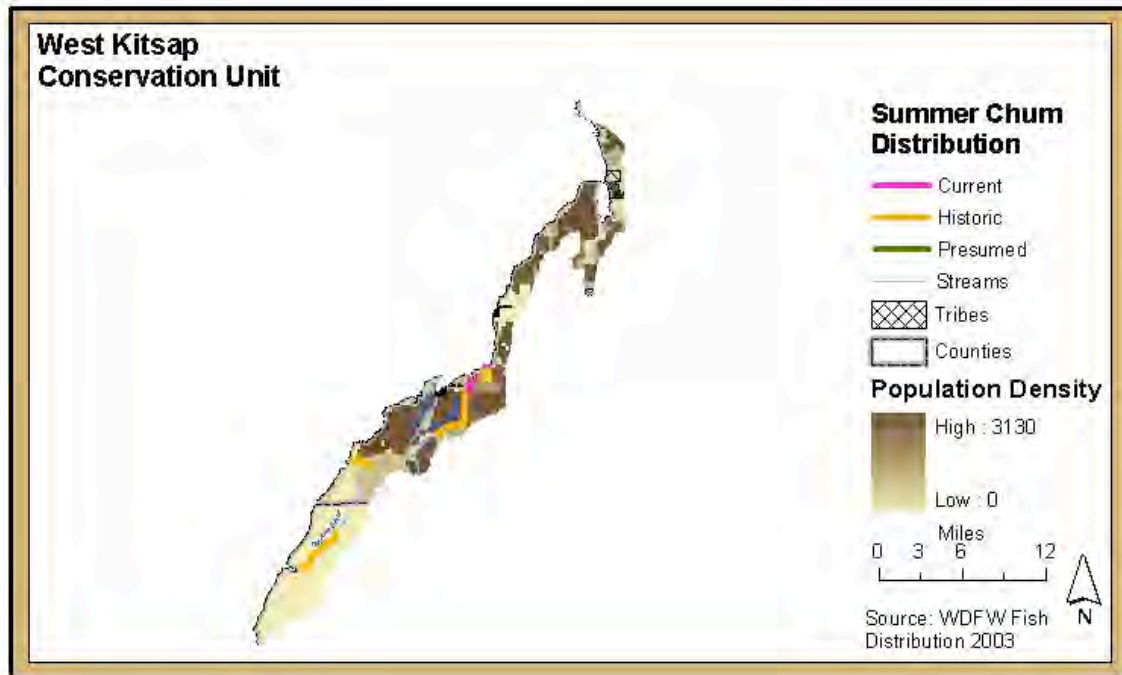 West Kitsap
Conservation Unit
Summer Chum
Distribution
Current
Historic
Presumed
Streams
Tribes
Counties
Population Density
High : 3130
Low : 0
Miles
0 3 6 12
N
Source: WDFW Fish
Distribution 2003